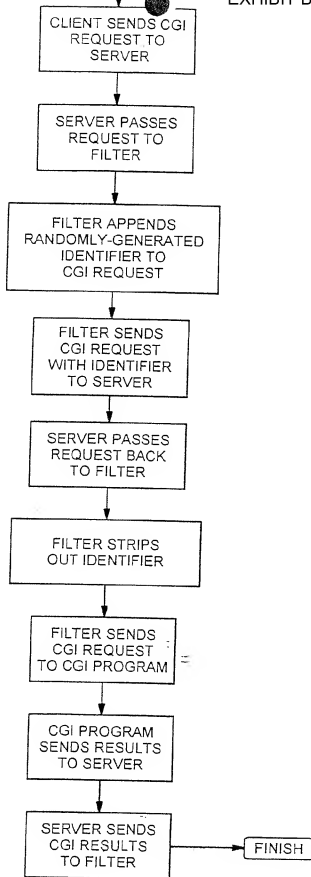 EXHIBIT B
CLIENT SENDS CGI
REQUEST TO
SERVER
SERVER PASSES
REQUEST TO
FILTER
FILTER APPENDS
RANDOMLY-GENERATED
IDENTIFIER TO
CGI REQUEST
FILTER SENDS
CGI REQUEST
WITH IDENTIFIER
TO SERVER
SERVER PASSES
REQUEST BACK
TO FILTER
FILTER STRIPS
OUT IDENTIFIER
FILTER SENDS
CGI REQUEST
TO CGI PROGRAM
CGI PROGRAM
SENDS RESULTS
TO SERVER
SERVER SENDS
CGI RESULTS
TO FILTER
FINISH